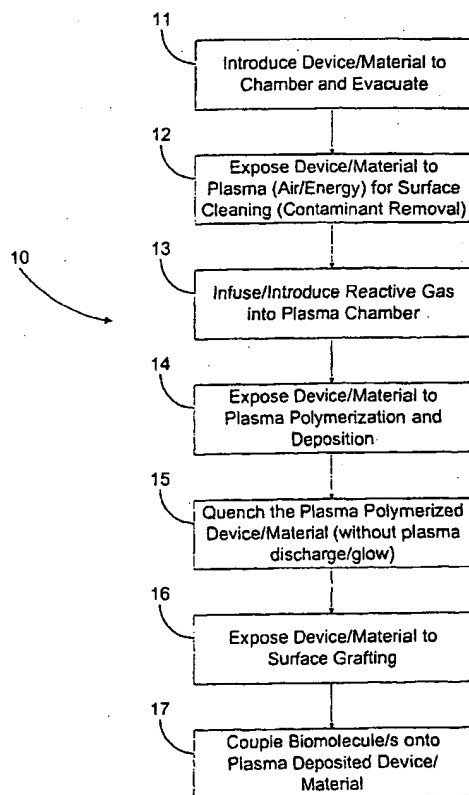 11
Introduce Device/Material to
Chamber and Evacuate
12
Expose Device/Material to
Plasma (Air/Energy) for Surface
Cleaning (Contaminant Removal)
10
13
Infuse/Introduce Reactive Gas
into Plasma Chamber
14
Expose Device/Material to
Plasma Polymerization and
Deposition
15
Quench the Plasma Polymerized
Device/Material (without plasma
discharge/glow)
16
Expose Device/Material to
Surface Grafting
17
Couple Biomolecule/s onto
Plasma Deposited Device/
Material